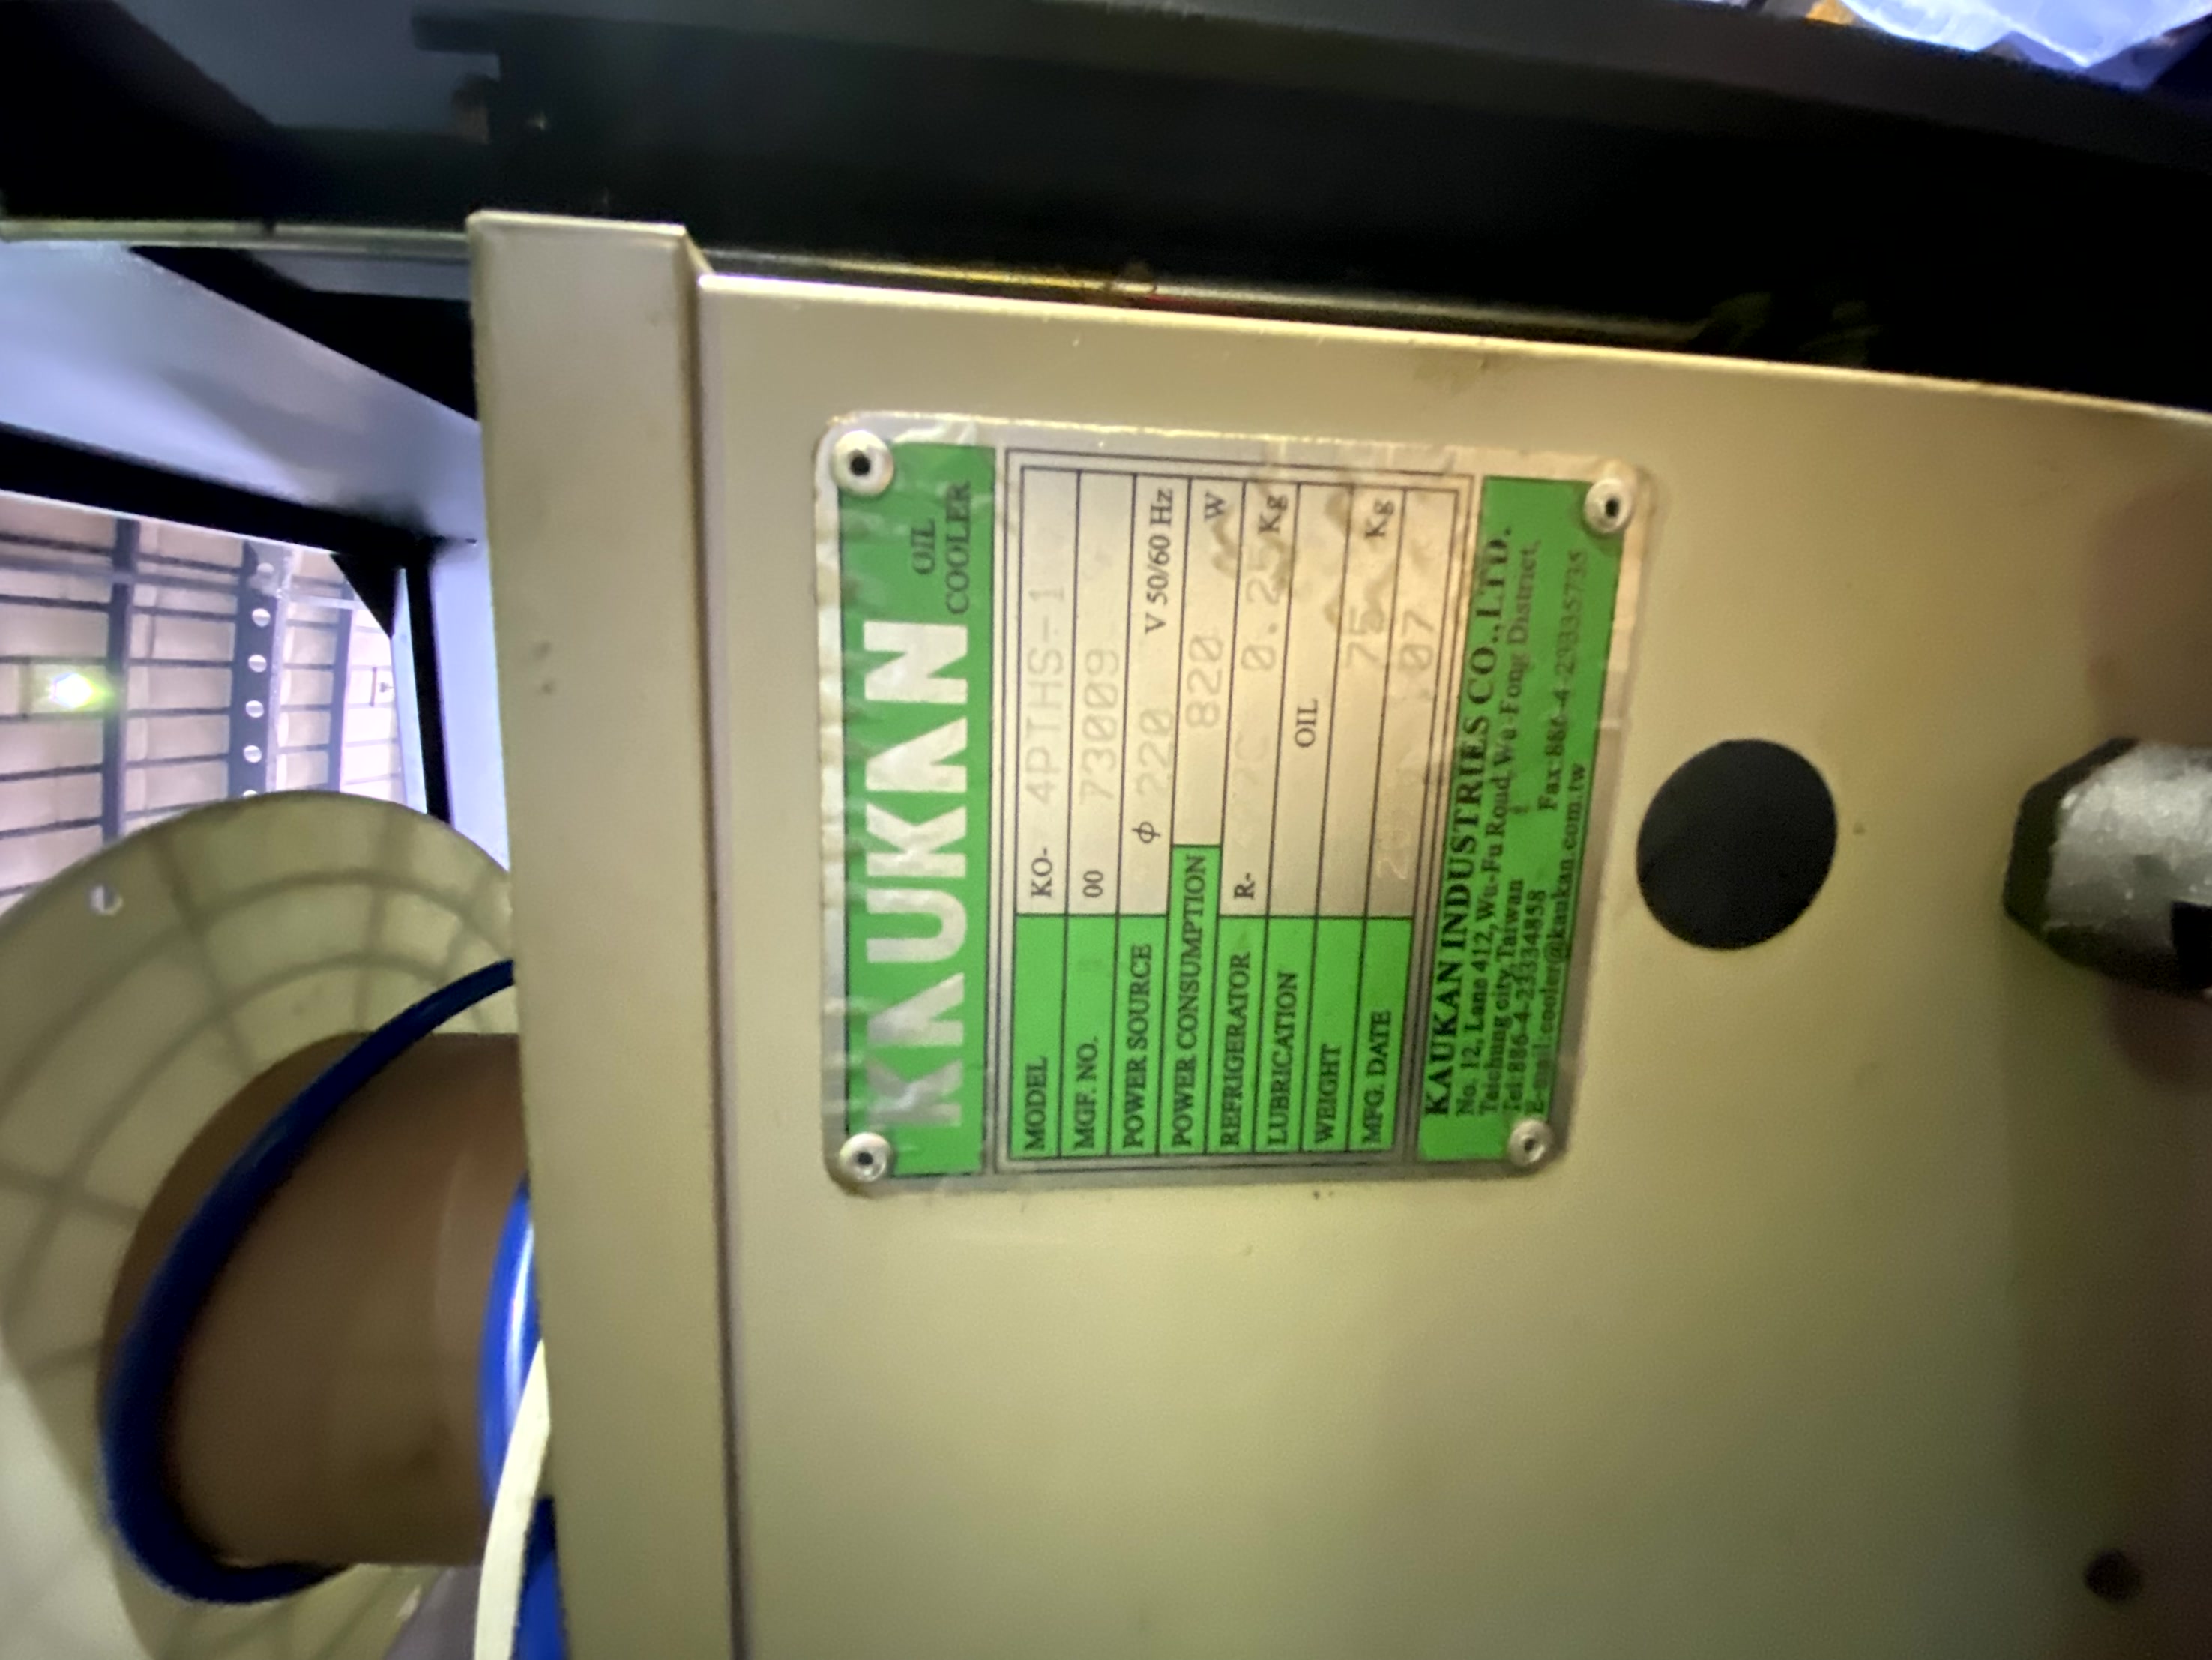 KAUKAN OIL COOLER
MODEL KO- 4PTHS-1
MGF. NO. 00 73009
POWER SOURCE ϕ 220 V 50/60 Hz
POWER CONSUMPTION 820 W
REFRIGERATOR R- 0.25 Kg
LUBRICATION OIL
WEIGHT 75 Kg
MFG. DATE .07
KAUKAN INDUSTRIES CO.,LTD.
No. 12, Lane 412, Wu-Fu Road, Wu-Fong District,
Taichung city, Taiwan
Tel:886-4-23334858 Fax:886-4-23335735
E-mail:cooler@kaukan.com.tw